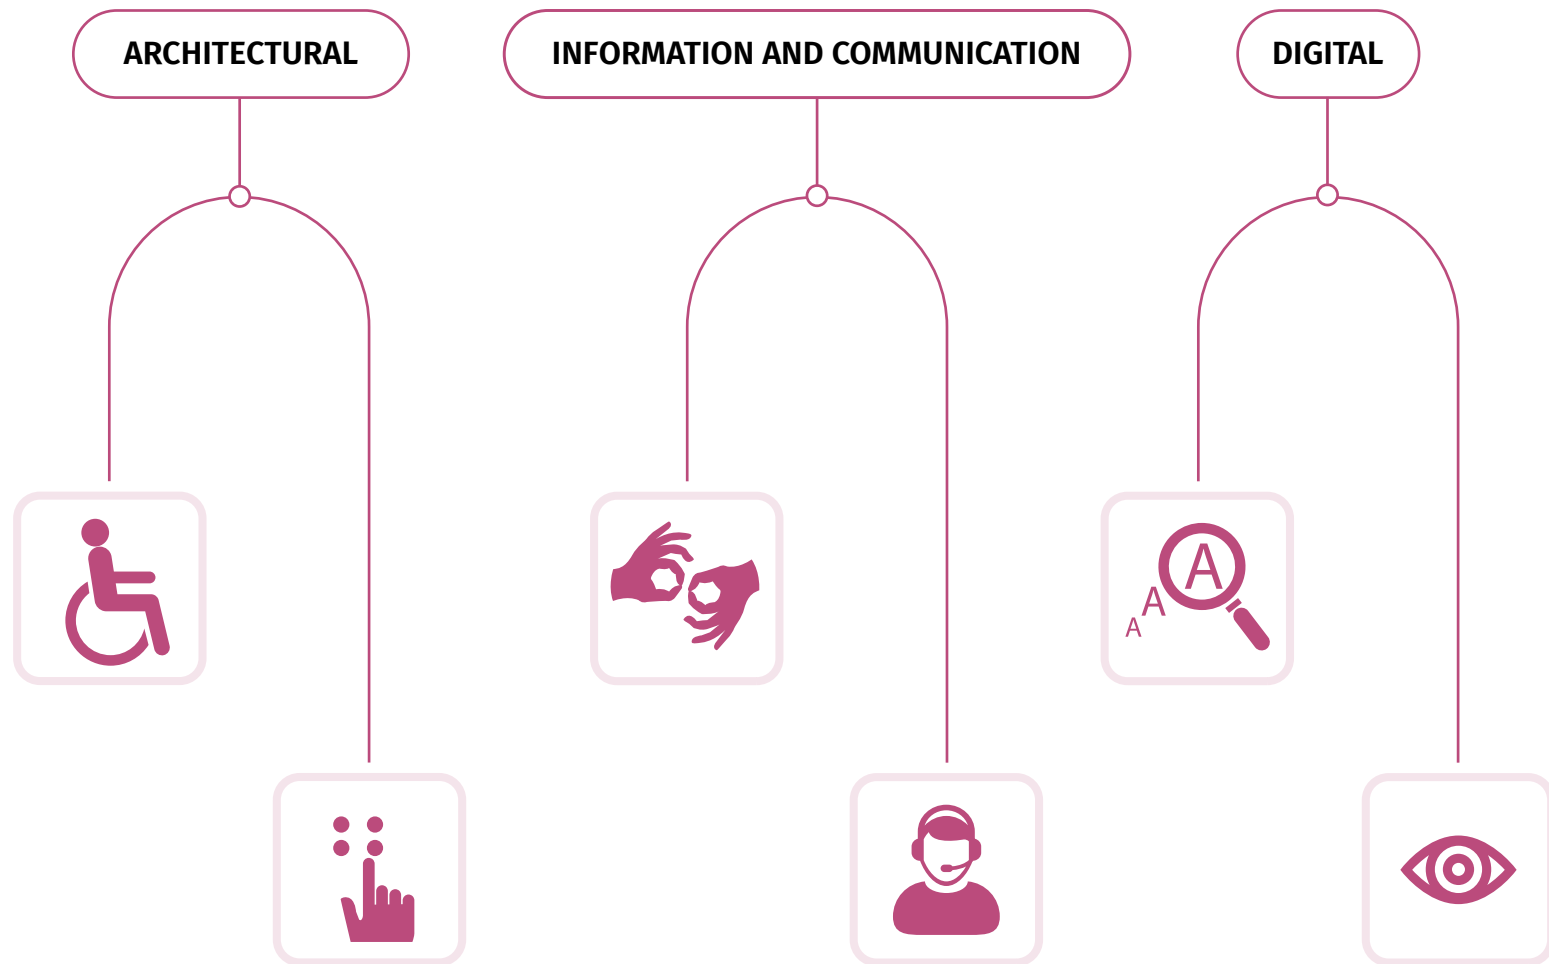 ARCHITECTURAL
INFORMATION AND COMMUNICATION
DIGITAL
A
A
A